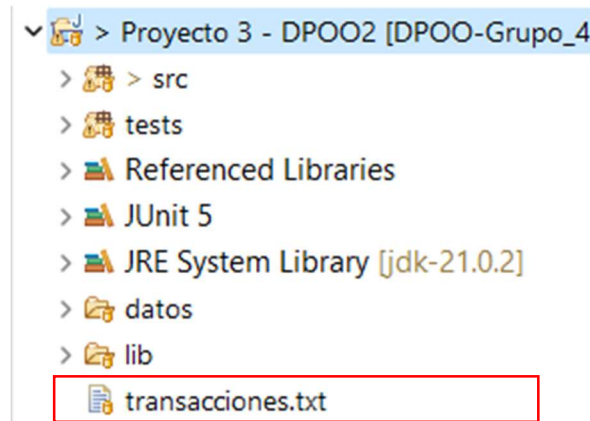 > Proyecto 3 - DPOO2 [DPOO-Grupo_4
> src
tests
Referenced Libraries
JUnit 5
JRE System Library [jdk-21.0.2]
datos
lib
transacciones.txt